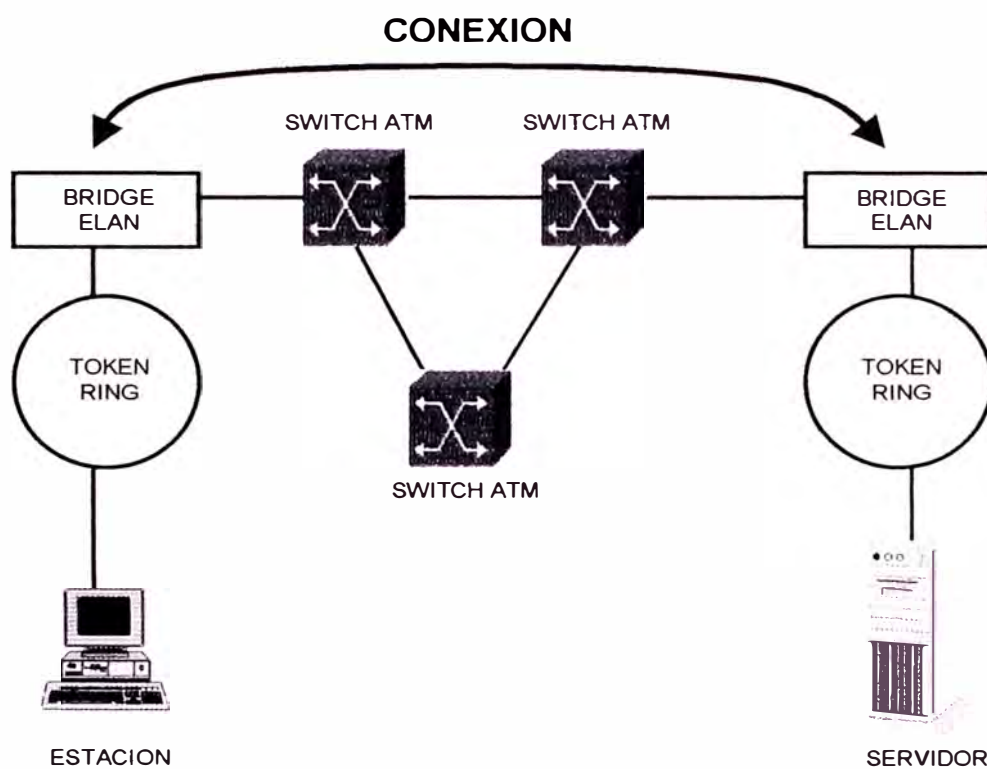 CONEXION
SWITCH ATM
SWITCH ATM
BRIDGE
ELAN
BRIDGE
ELAN
TOKEN
RING
TOKEN
RING
SWITCH ATM
ESTACION
SERVIDOR